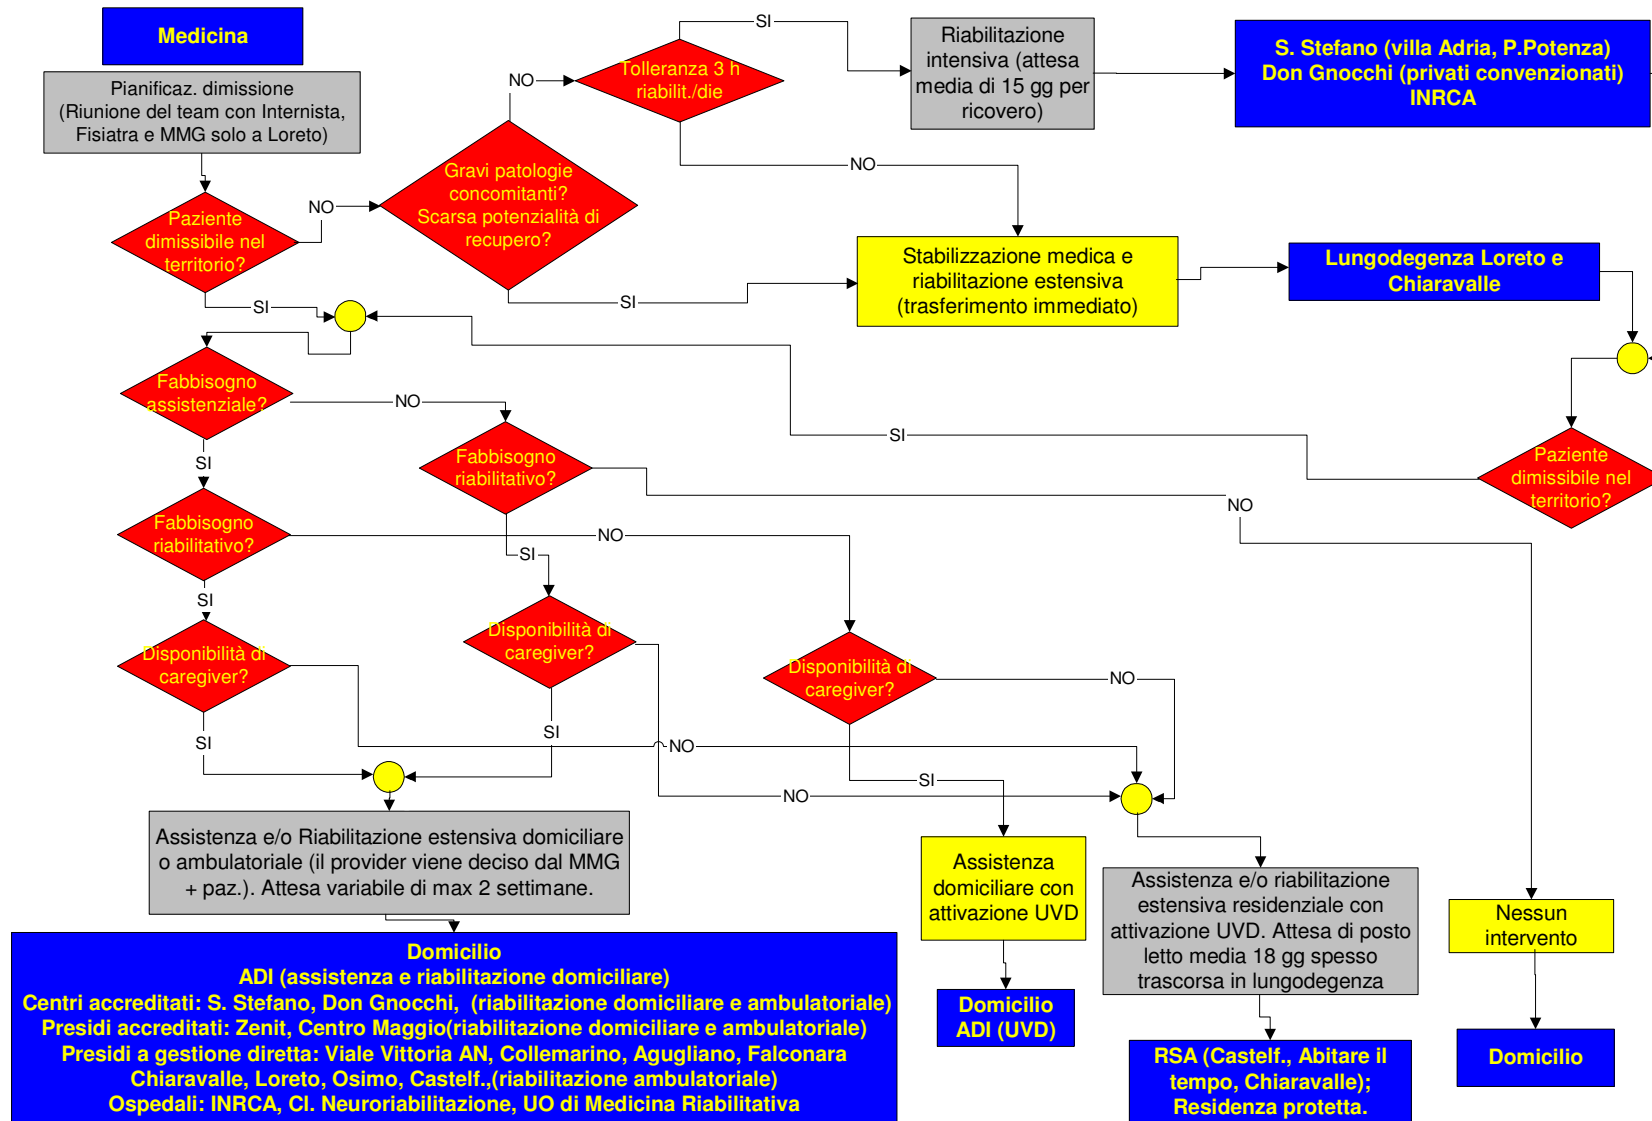 Medicina
Pianificaz. dimissione
(Riunione del team con Internista,
Fisiatra e MMG solo a Loreto)
Paziente
dimissibile nel
territorio?
NO
SI
Gravi patologie
concomitanti?
Scarsa potenzialità di
recupero?
NO
SI
Tolleranza 3 h
riabilit./die
SI
NO
Riabilitazione
intensiva (attesa
media di 15 gg per
ricovero)
S. Stefano (villa Adria, P.Potenza)
Don Gnocchi (privati convenzionati)
INRCA
Stabilizzazione medica e
riabilitazione estensiva
(trasferimento immediato)
Lungodegenza Loreto e
Chiaravalle
Paziente
dimissibile nel
territorio?
SI
Fabbisogno
assistenziale?
NO
SI
Fabbisogno
riabilitativo?
NO
SI
Fabbisogno
riabilitativo?
NO
SI
Disponibilità di
caregiver?
SI
NO
Disponibilità di
caregiver?
SI
NO
Disponibilità di
caregiver?
NO
SI
Assistenza e/o Riabilitazione estensiva domiciliare
o ambulatoriale (il provider viene deciso dal MMG
+ paz.). Attesa variabile di max 2 settimane.
Assistenza
domiciliare con
attivazione UVD
Assistenza e/o riabilitazione
estensiva residenziale con
attivazione UVD. Attesa di posto
letto media 18 gg spesso
trascorsa in lungodegenza
Nessun
intervento
Domicilio
ADI (assistenza e riabilitazione domiciliare)
Centri accreditati: S. Stefano, Don Gnocchi,  (riabilitazione domiciliare e ambulatoriale)
Presidi accreditati: Zenit, Centro Maggio(riabilitazione domiciliare e ambulatoriale)
Presidi a gestione diretta: Viale Vittoria AN, Collemarino, Agugliano, Falconara
Chiaravalle, Loreto, Osimo, Castelf.,(riabilitazione ambulatoriale)
Ospedali: INRCA, Cl. Neuroriabilitazione, UO di Medicina Riabilitativa
Domicilio
ADI (UVD)
RSA (Castelf., Abitare il
tempo, Chiaravalle);
Residenza protetta.
Domicilio